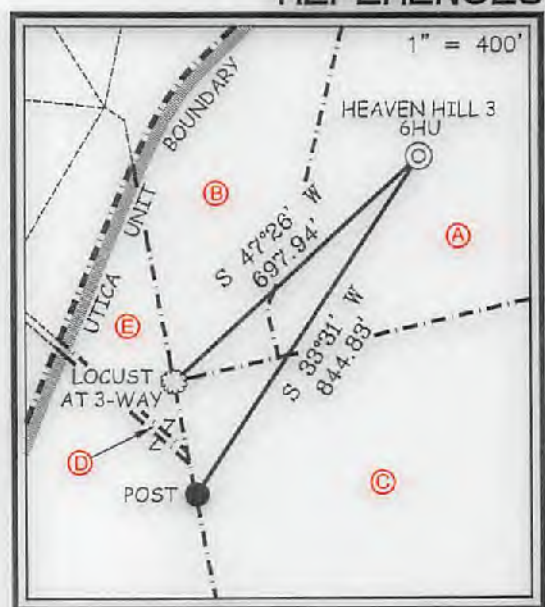 REFERENCES
1" = 400'
HEAVEN HILL 3
6HU
BOUNDARY
UNIT
UTICA
B
A
S 47°26' W
697.94'
E
S 33°31' W
844.83'
LOCUST
AT 3-WAY
D
C
POST